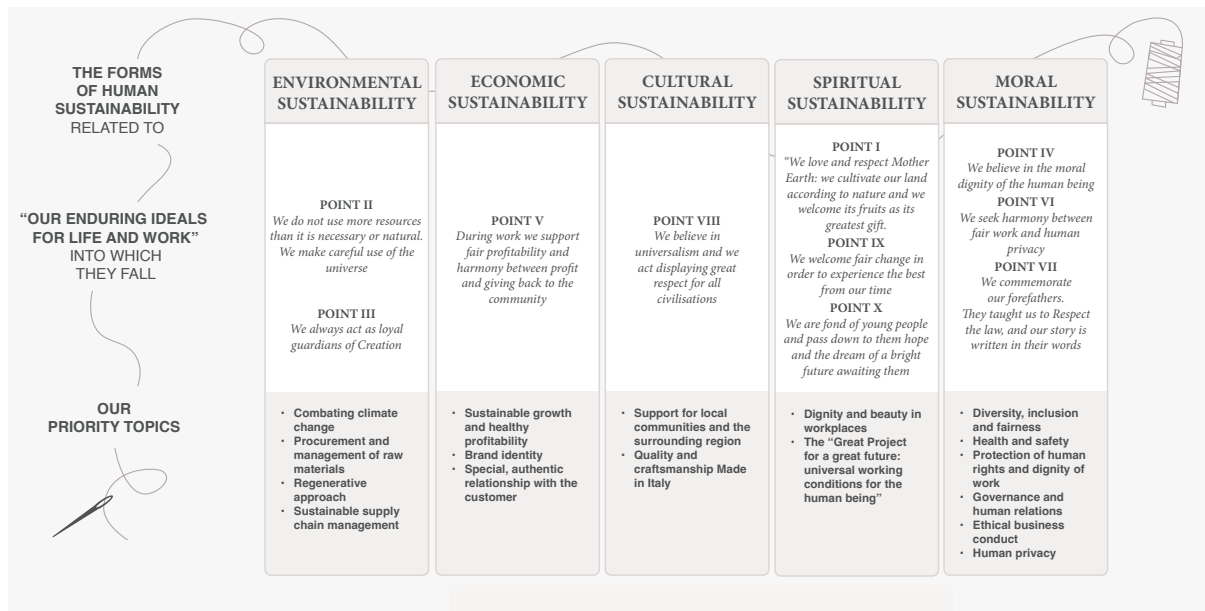 THE FORMS
OF HUMAN
SUSTAINABILITY
RELATED TO
"OUR ENDURING IDEALS
FOR LIFE AND WORK"
INTO WHICH
THEY FALL
OUR
PRIORITY TOPICS
ENVIRONMENTAL
SUSTAINABILITY
POINT II
We do not use more resources
than it is necessary or natural.
We make careful use of the
universe
POINT III
We always act as loyal
guardians of Creation
• Combating climate
change
• Procurement and
management of raw
materials
• Regenerative
approach
• Sustainable supply
chain management
ECONOMIC
SUSTAINABILITY
POINT V
During work we support
fair profitability and
harmony between profit
and giving back to the
community
• Sustainable growth
and healthy
profitability
• Brand identity
• Special, authentic
relationship with the
customer
CULTURAL
SUSTAINABILITY
POINT VIII
We believe in
universalism and we
act displaying great
respect for all
civilisations
• Support for local
communities and the
surrounding region
• Quality and
craftsmanship Made
in Italy
SPIRITUAL
SUSTAINABILITY
POINT I
"We love and respect Mother
Earth: we cultivate our land
according to nature and we
welcome its fruits as its
greatest gift.
POINT IX
We welcome fair change in
order to experience the best
from our time
POINT X
We are fond of young people
and pass down to them hope
and the dream of a bright
future awaiting them
• Dignity and beauty in
workplaces
• The "Great Project
for a great future:
universal working
conditions for the
human being"
MORAL
SUSTAINABILITY
POINT IV
We believe in the moral
dignity of the human being
POINT VI
We seek harmony between
fair work and human
privacy
POINT VII
We commemorate
our forefathers.
They taught us to Respect
the law, and our story is
written in their words
• Diversity, inclusion
and fairness
• Health and safety
• Protection of human
rights and dignity of
work
• Governance and
human relations
• Ethical business
conduct
• Human privacy